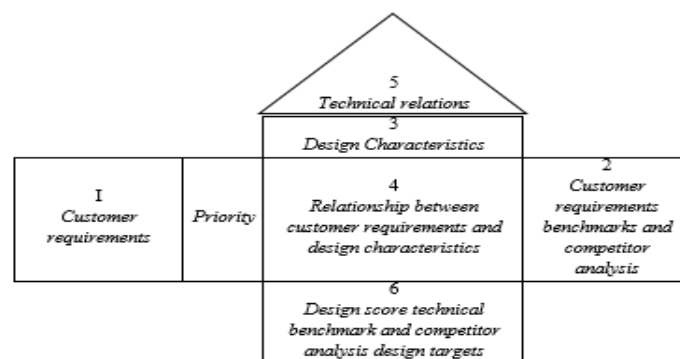 5
Technical relations
3
Design Characteristics
1
Customer
requirements
Priority
4
Relationship between
customer requirements and
design characteristics
2
Customer
requirements
benchmarks and
competitor
analysis
6
Design score technical
benchmark and competitor
analysis design targets